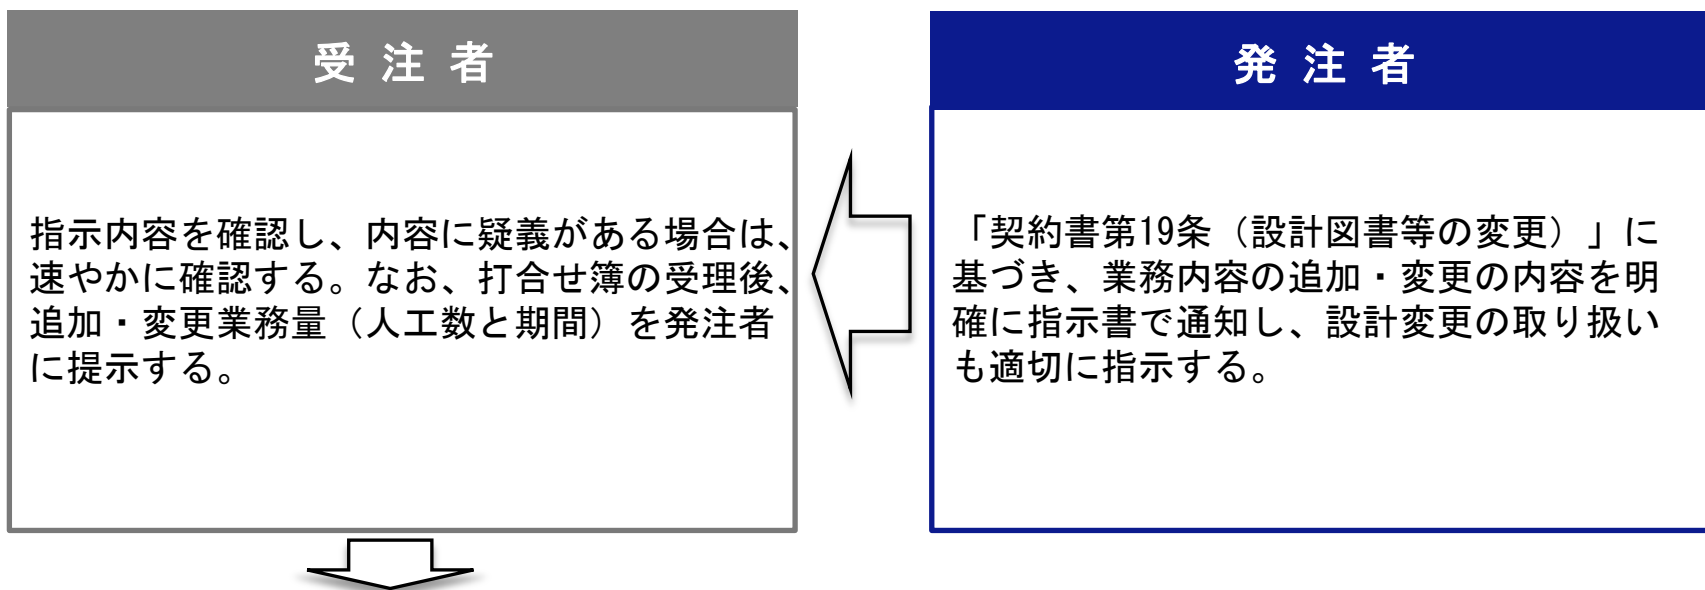 受注者
指示内容を確認し、内容に疑義がある場合は、
速やかに確認する。なお、打合せ簿の受理後、
追加・変更業務量（人工数と期間）を発注者
に提示する。
発注者
「契約書第19条（設計図書等の変更）」に
基づき、業務内容の追加・変更の内容を明
確に指示書で通知し、設計変更の取り扱い
も適切に指示する。